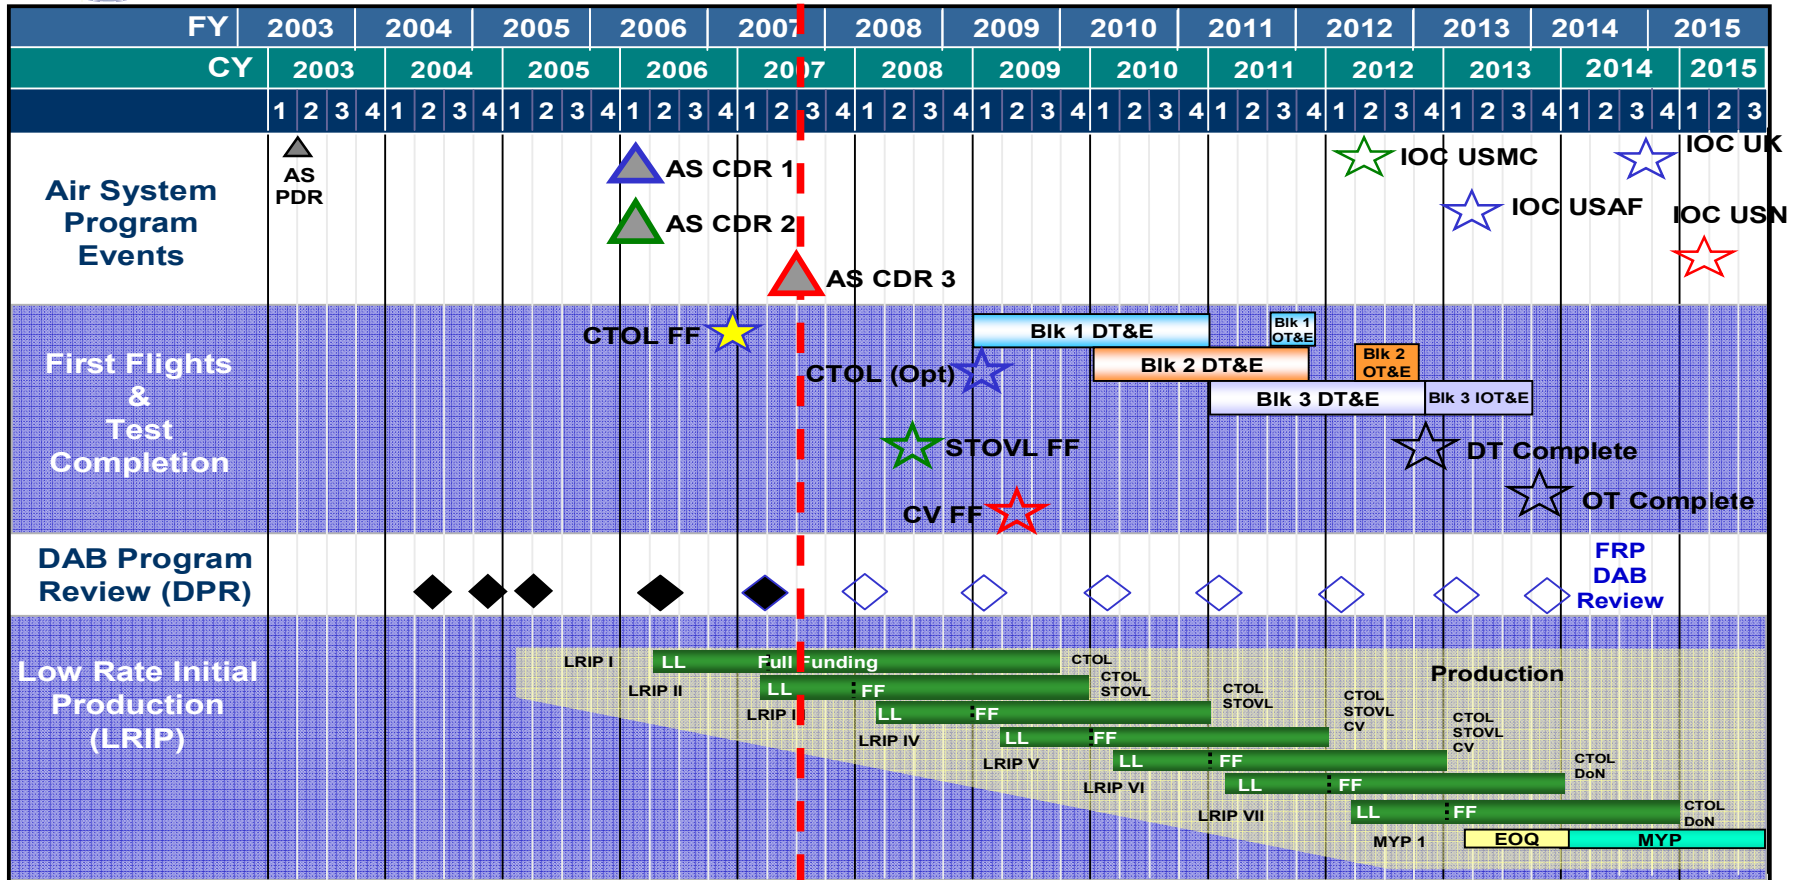 FY 2003 2004 2005 2006 2007 2008 2009 2010 2011 2012 2013 2014 2015
CY 2003 2004 2005 2006 2007 2008 2009 2010 2011 2012 2013 2014 2015
1 2 3 4 1 2 3 4 1 2 3 4 1 2 3 4 1 2 3 4 1 2 3 4 1 2 3 4 1 2 3 4 1 2 3 4 1 2 3 4 1 2 3 4 1 2 3 4 1 2 3
Air System
Program
Events
AS
PDR
AS CDR 1
AS CDR 2
AS CDR 3
IOC USMC
IOC UK
IOC USAF
IOC USN
First Flights
&
Test
Completion
CTOL FF
Blk 1 DT&E
Blk 1
OT&E
CTOL (Opt)
Blk 2 DT&E
Blk 2
OT&E
Blk 3 DT&E
Blk 3 IOT&E
STOVL FF
DT Complete
CV FF
OT Complete
DAB Program
Review (DPR)
FRP
DAB
Review
Low Rate Initial
Production
(LRIP)
Production
LRIP I
LL
Full Funding
CTOL
LRIP II
LL
FF
CTOL
STOVL
LL
FF
CTOL
STOVL
LRIP IV
LL
FF
CTOL
STOVL
CV
LRIP V
LL
FF
CTOL
STOVL
CV
LRIP VI
LL
FF
CTOL
DoN
LRIP VII
LL
FF
CTOL
DoN
MYP 1
EOQ
MYP